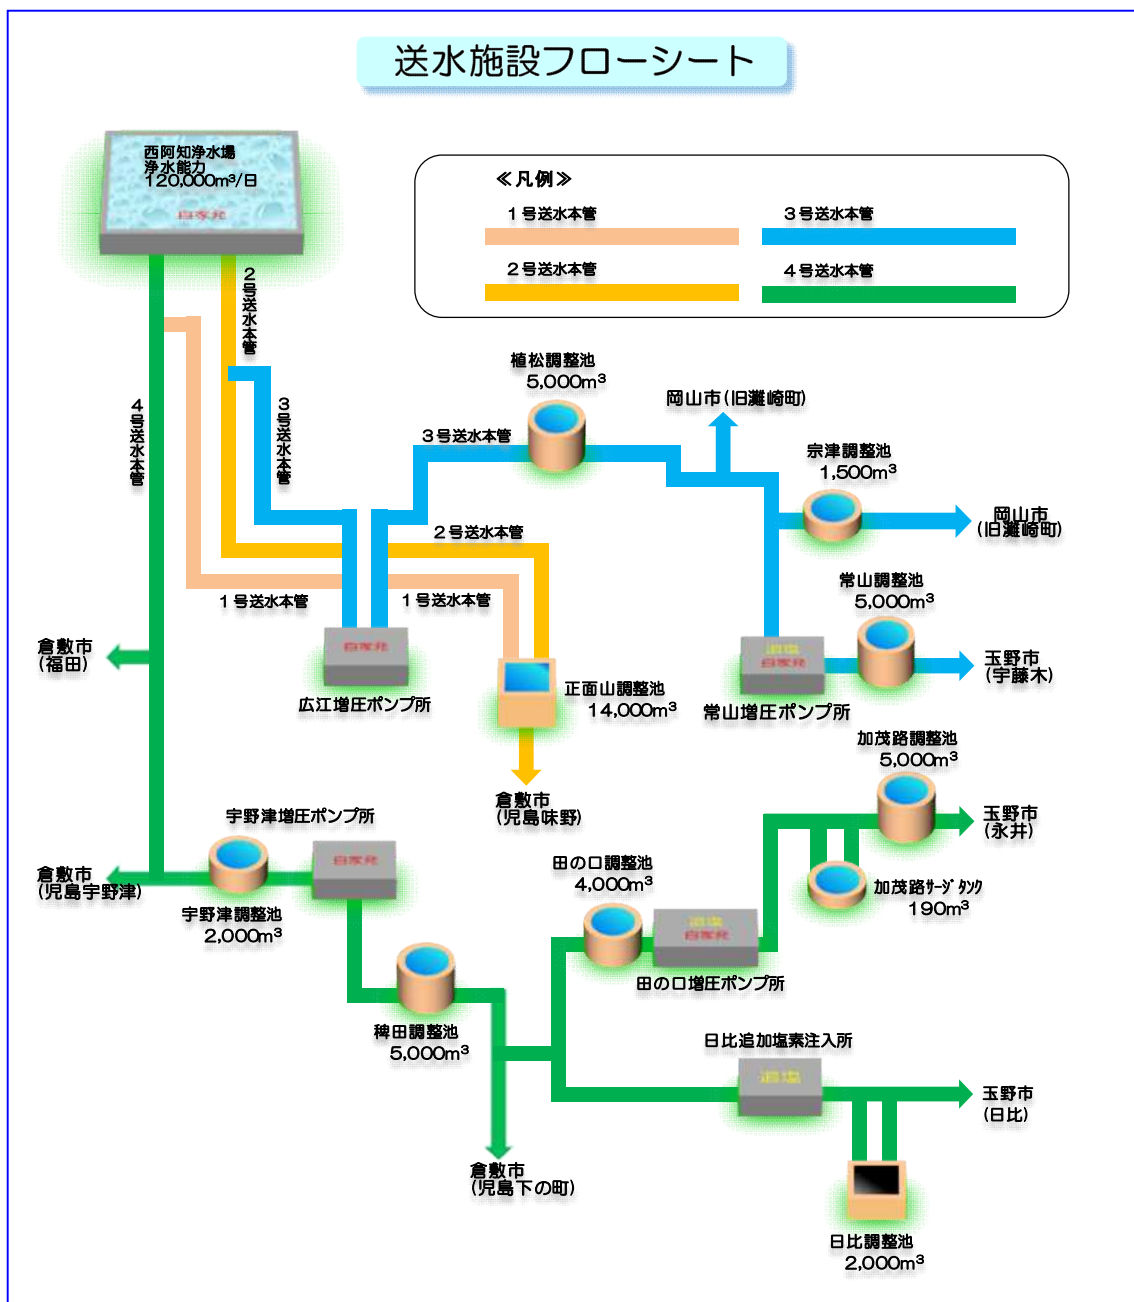 送水施設フローシート
西阿知浄水場
浄水能力
120,000m³/日
自家発
≪凡例≫
1号送水本管
3号送水本管
2号送水本管
4号送水本管
2号送水本管
4号送水本管
3号送水本管
植松調整池
5,000m³
岡山市(旧灘崎町)
3号送水本管
宗津調整池
1,500m³
岡山市
(旧灘崎町)
2号送水本管
常山調整池
5,000m³
1号送水本管
1号送水本管
倉敷市
(福田)
自家発
広江増圧ポンプ所
正面山調整池
14,000m³
追塩
自家発
常山増圧ポンプ所
玉野市
(宇藤木)
加茂路調整池
5,000m³
倉敷市
(児島味野)
玉野市
(永井)
宇野津増圧ポンプ所
自家発
倉敷市
(児島宇野津)
宇野津調整池
2,000m³
田の口調整池
4,000m³
加茂路サージタンク
190m³
追塩
自家発
田の口増圧ポンプ所
稗田調整池
5,000m³
日比追加塩素注入所
追塩
玉野市
(日比)
倉敷市
(児島下の町)
日比調整池
2,000m³